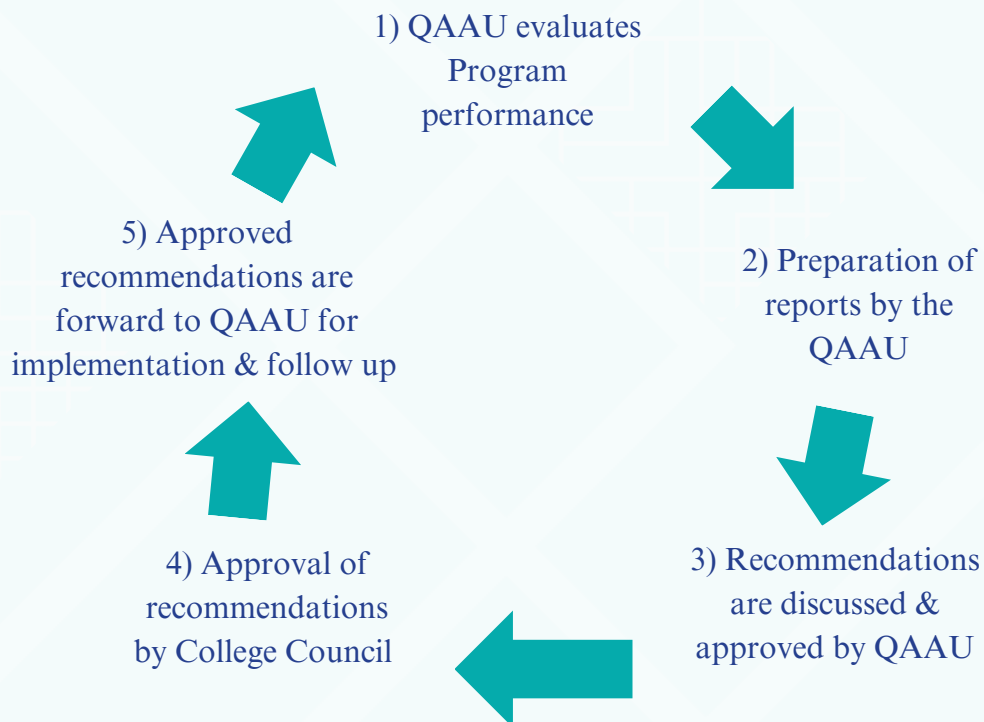 1) QAAU evaluates
Program
performance
2) Preparation of
reports by the
QAAU
3) Recommendations
are discussed &
approved by QAAU
4) Approval of
recommendations
by College Council
5) Approved
recommendations are
forward to QAAU for
implementation & follow up